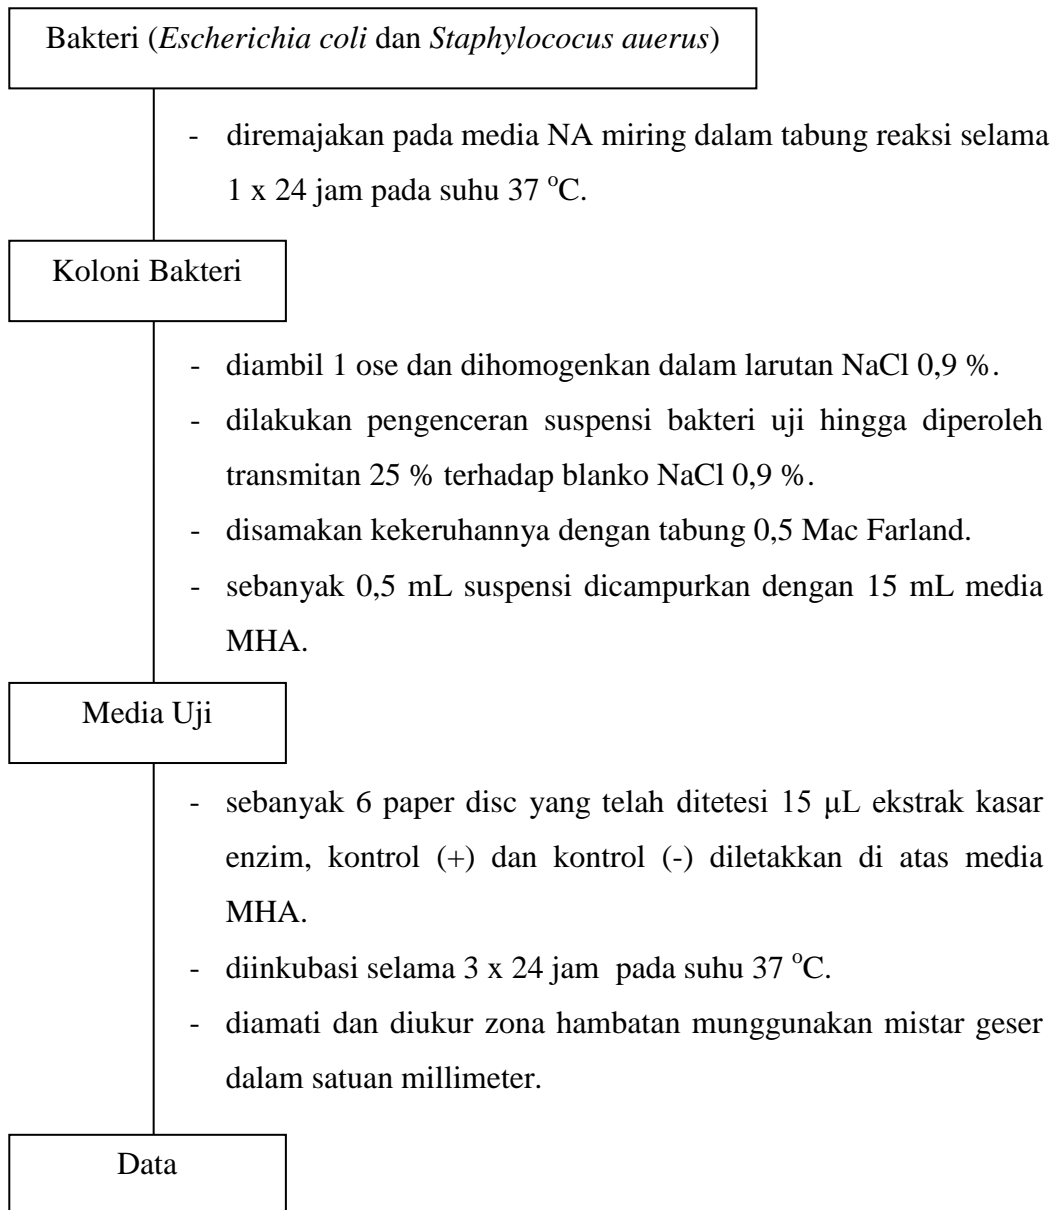 Bakteri (Escherichia coli dan Staphylococus auerus)
- diremajakan pada media NA miring dalam tabung reaksi selama
1 x 24 jam pada suhu 37 °C.
Koloni Bakteri
- diambil 1 ose dan dihomogenkan dalam larutan NaCl 0,9 %.
- dilakukan pengenceran suspensi bakteri uji hingga diperoleh
transmitan 25 % terhadap blanko NaCl 0,9 %.
- disamakan kekeruhannya dengan tabung 0,5 Mac Farland.
- sebanyak 0,5 mL suspensi dicampurkan dengan 15 mL media
MHA.
Media Uji
- sebanyak 6 paper disc yang telah ditetesi 15 μL ekstrak kasar
enzim, kontrol (+) dan kontrol (-) diletakkan di atas media
MHA.
- diinkubasi selama 3 x 24 jam pada suhu 37 °C.
- diamati dan diukur zona hambatan munggunakan mistar geser
dalam satuan millimeter.
Data